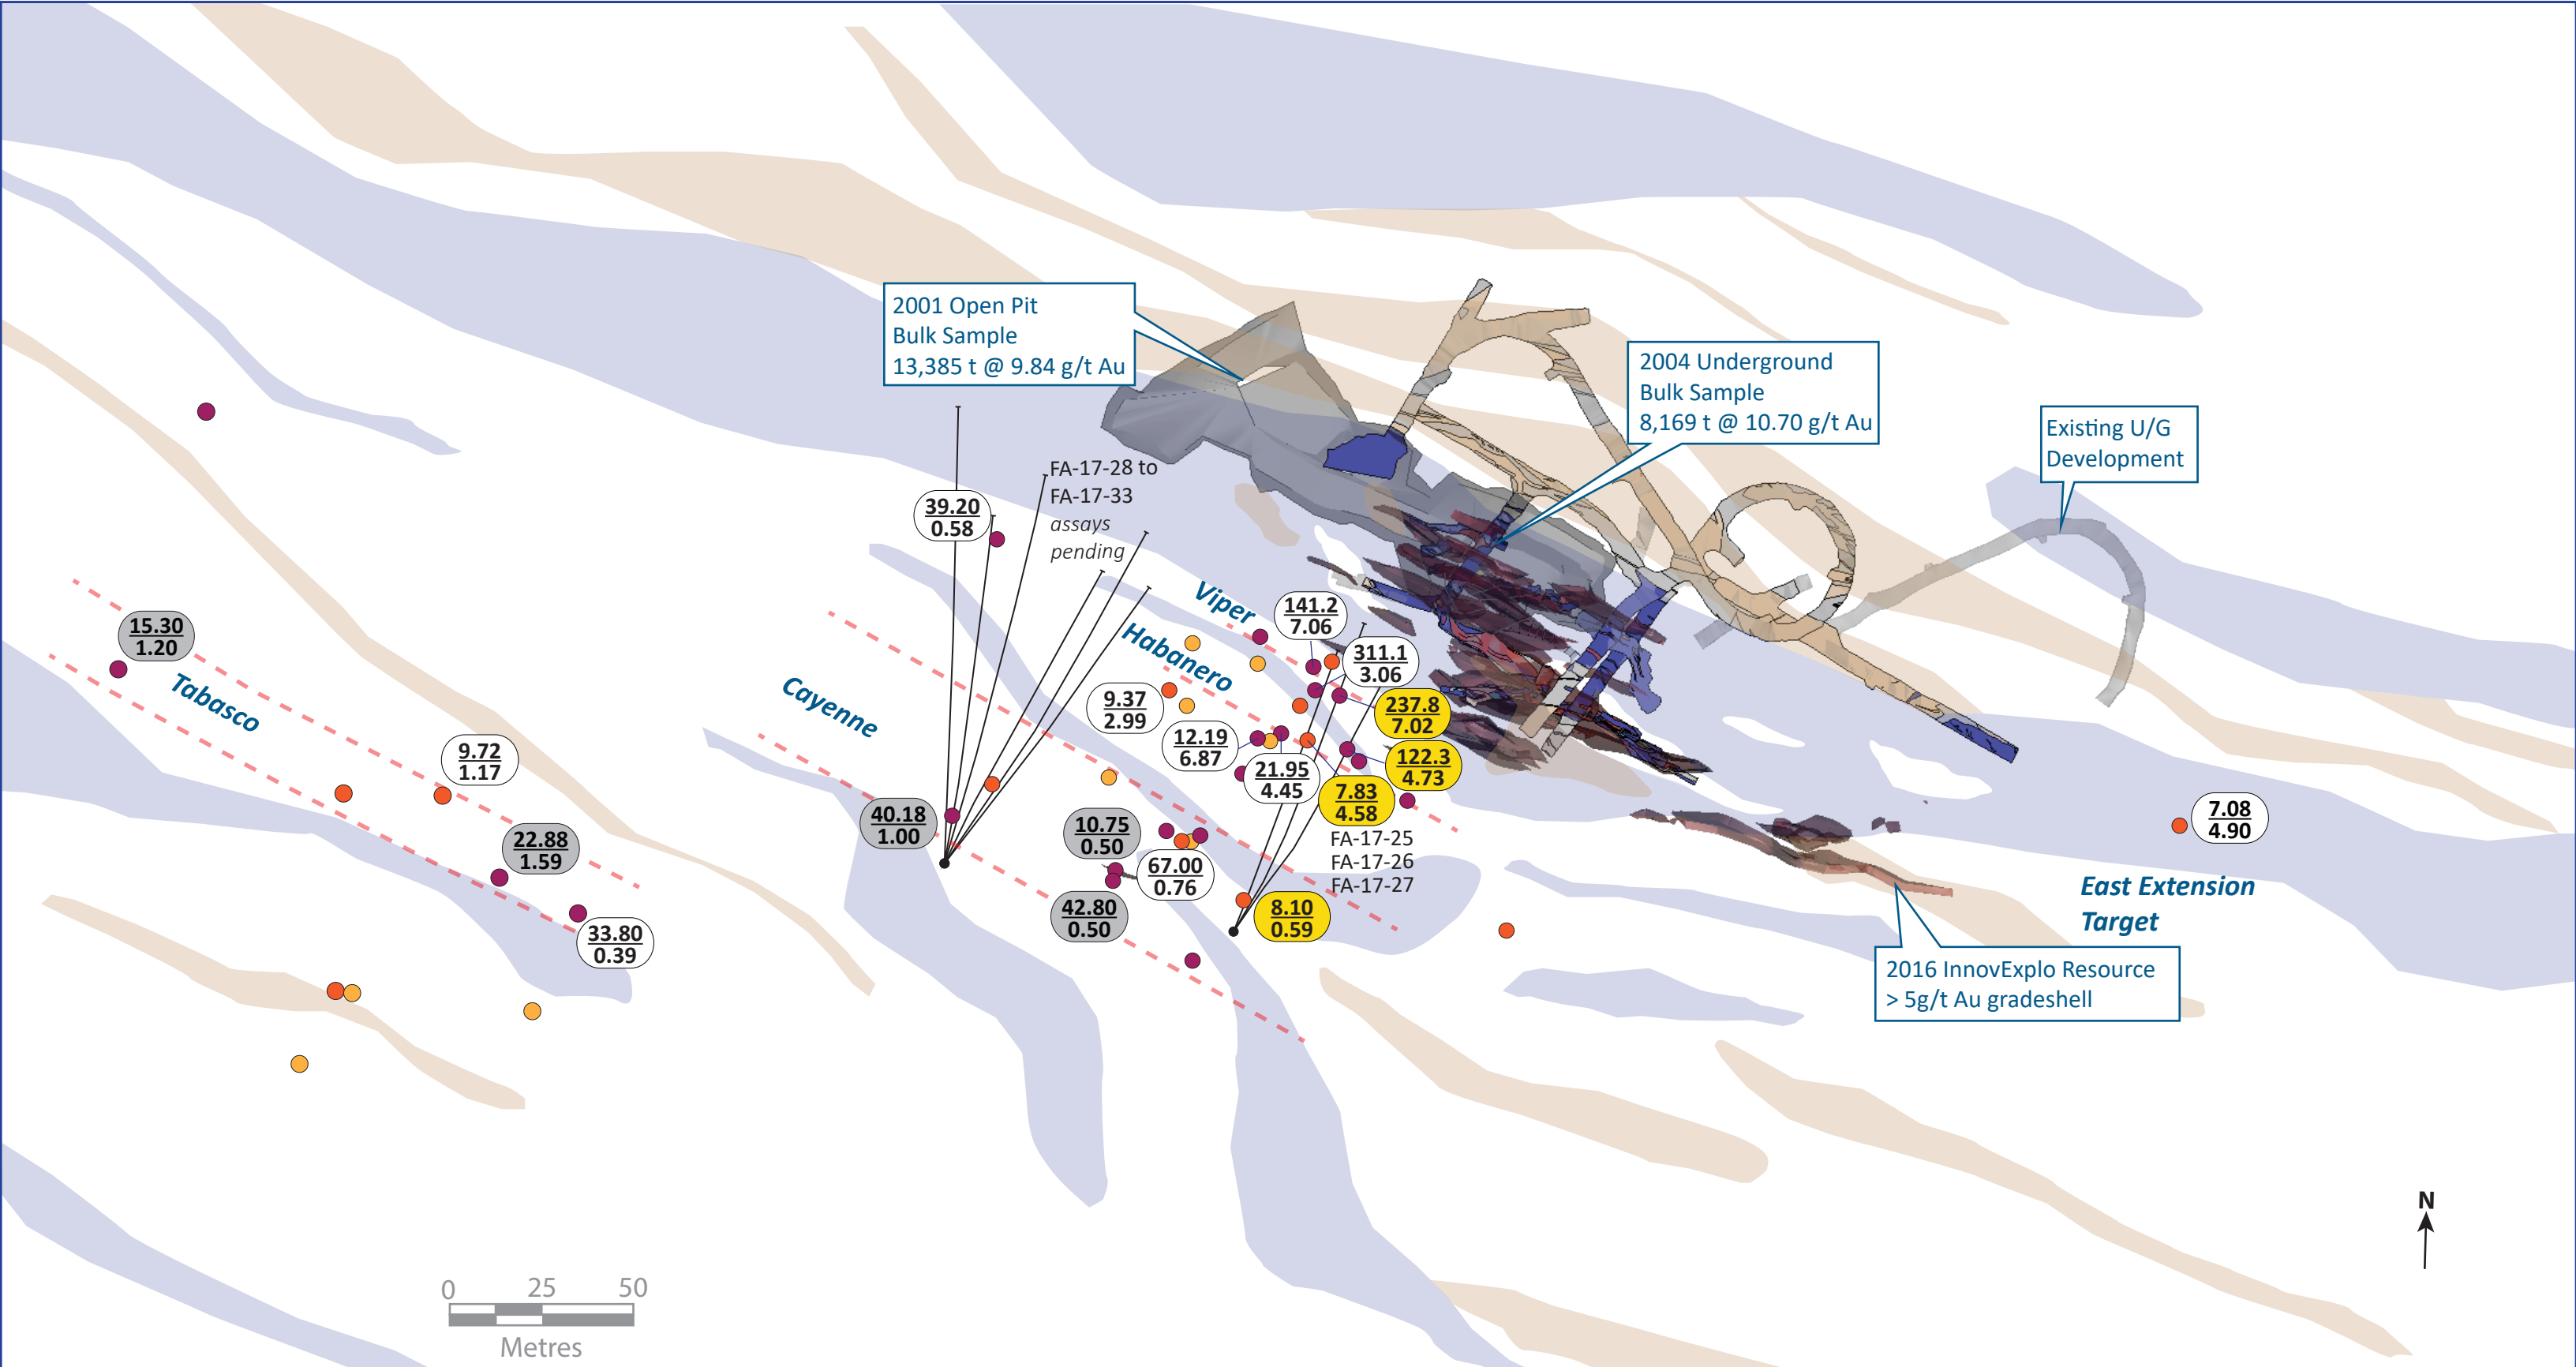 2001 Open Pit
Bulk Sample
13,385 t @ 9.84 g/t Au
2004 Underground
Bulk Sample
8,169 t @ 10.70 g/t Au
Existing U/G
Development
FA-17-28 to
FA-17-33
assays
pending
39.20
0.58
Viper
141.2
7.06
Habanero
311.1
3.06
15.30
1.20
Tabasco
Cayenne
9.37
2.99
237.8
7.02
12.19
6.87
9.72
1.17
21.95
4.45
122.3
4.73
7.83
4.58
40.18
1.00
10.75
0.50
FA-17-25
FA-17-26
FA-17-27
7.08
4.90
22.88
1.59
67.00
0.76
42.80
0.50
8.10
0.59
33.80
0.39
East Extension
Target
2016 InnovExplo Resource
> 5g/t Au gradeshell
N
0 25 50
Metres